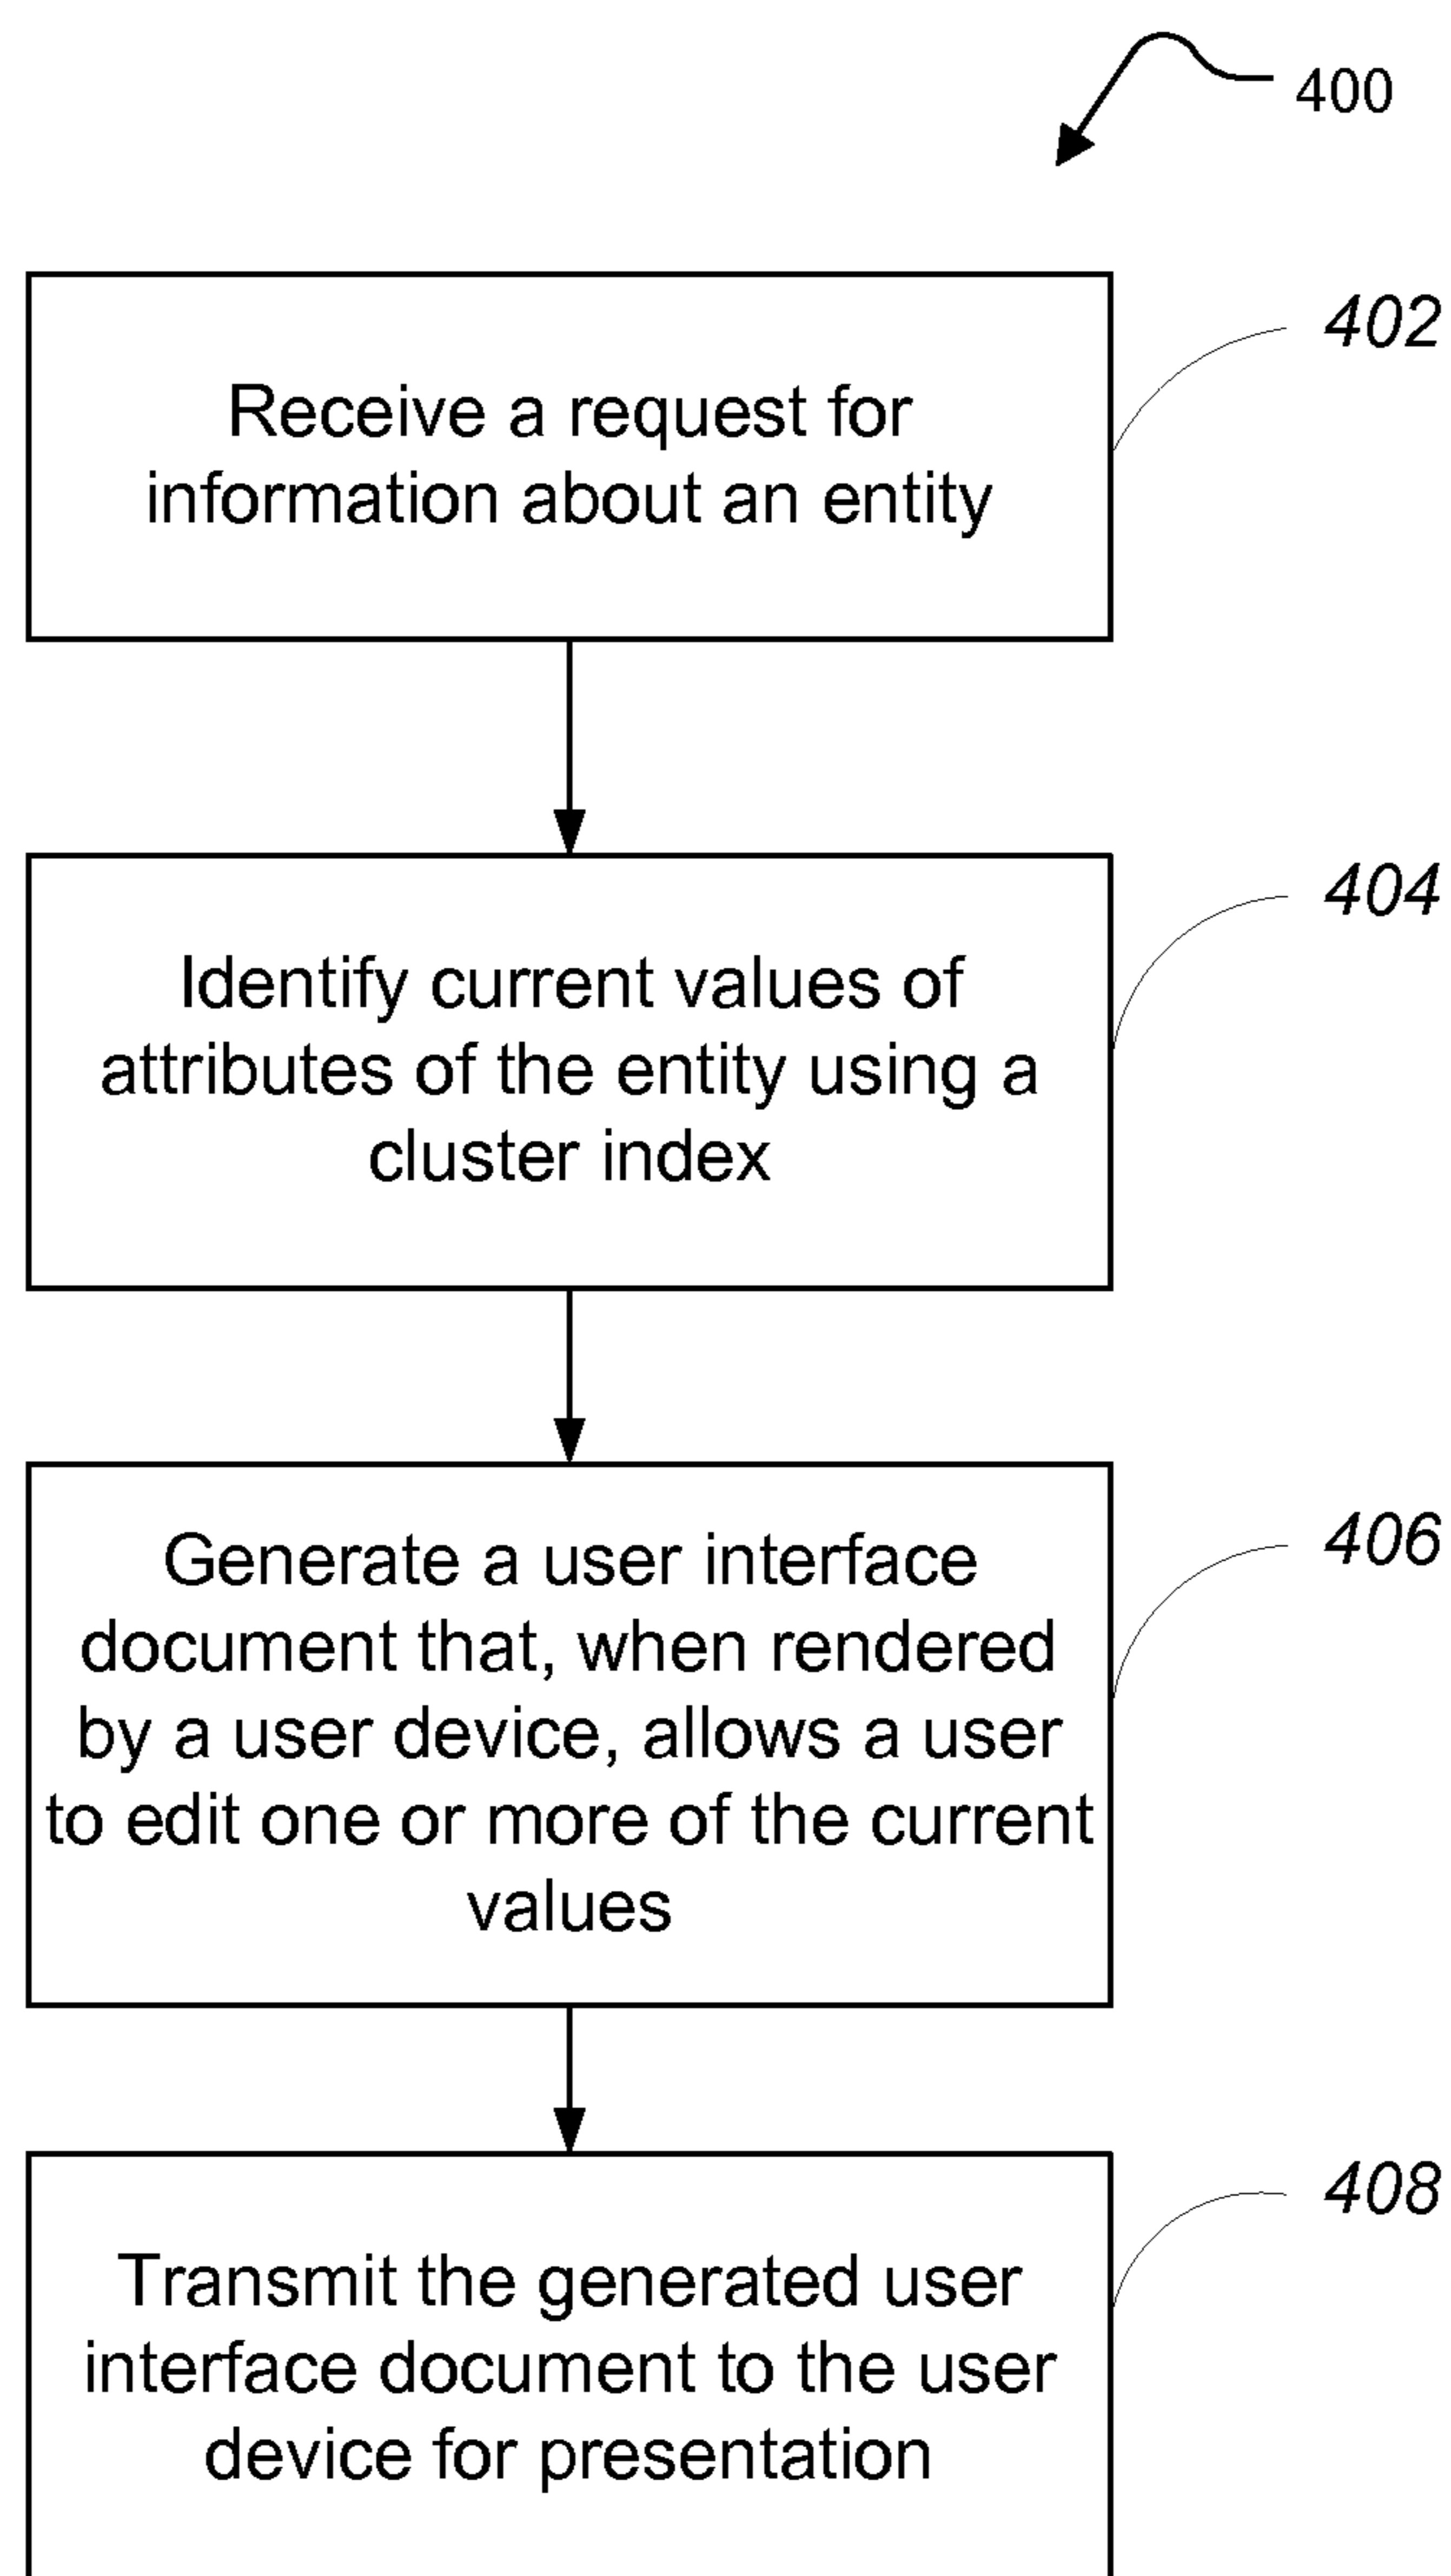 400
402
Receive a request for
information about an entity
404
Identify current values of
attributes of the entity using a
cluster index
406
Generate a user interface
document that, when rendered
by a user device, allows a user
to edit one or more of the current
values
408
Transmit the generated user
interface document to the user
device for presentation